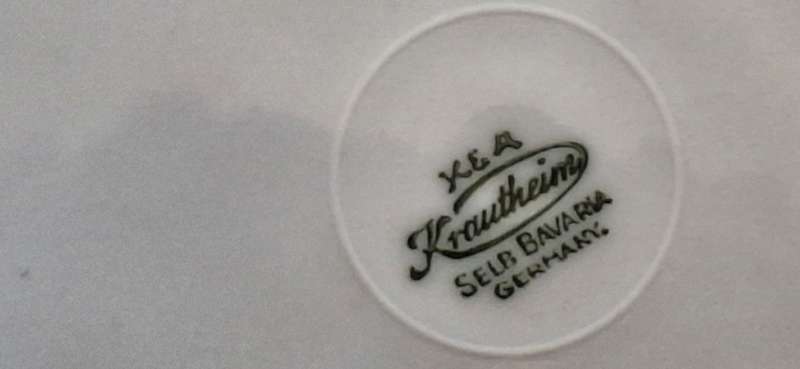 K & A
Krautheim
SELB BAVARIA
GERMANY.